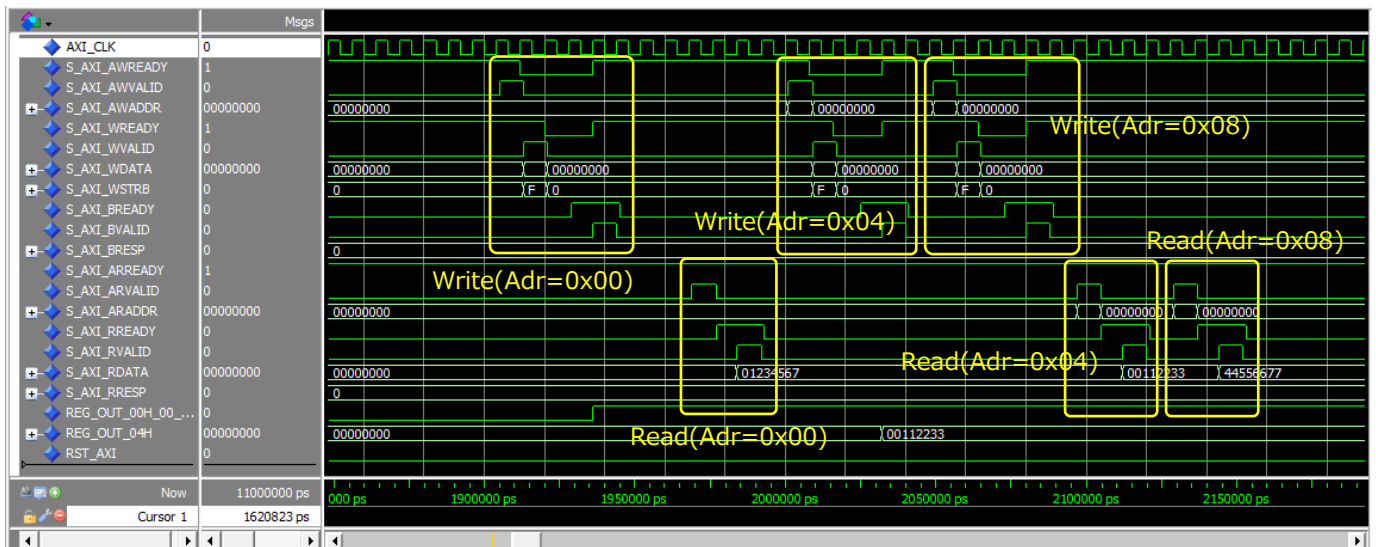 Msgs
AXI_CLK 0
S_AXI_AWREADY 1
S_AXI_AWVALID 0
S_AXI_AWADDR 00000000 00000000 00000000 00000000
S_AXI_WREADY 1
Write(Adr=0x08)
S_AXI_WVALID 0
S_AXI_WDATA 00000000 00000000 00000000 00000000 00000000
S_AXI_WSTRB 0 0 F 0 F 0 F 0
S_AXI_BREADY 0
Write(Adr=0x04)
S_AXI_BVALID 0
Read(Adr=0x08)
S_AXI_BRESP 0 0
S_AXI_ARREADY 1
Write(Adr=0x00)
S_AXI_ARVALID 0
S_AXI_ARADDR 00000000 00000000 00000000 00000000
S_AXI_RREADY 0
S_AXI_RVALID 0
Read(Adr=0x04)
S_AXI_RDATA 00000000 00000000 01234567 00112233 44556677
S_AXI_RRESP 0 0
REG_OUT_00H_00_... 0
REG_OUT_04H 00000000 00000000 00112233
Read(Adr=0x00)
RST_AXI 0
Now 11000000 ps
000 ps 1900000 ps 1950000 ps 2000000 ps 2050000 ps 2100000 ps 2150000 ps
Cursor 1 1620823 ps